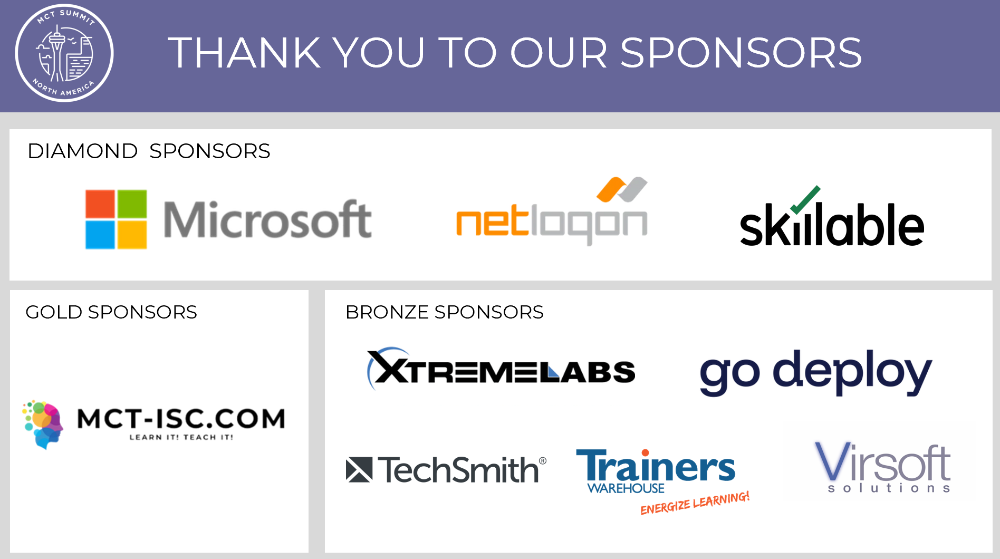 MCT SUMMIT
NORTH AMERICA
THANK YOU TO OUR SPONSORS
DIAMOND SPONSORS
Microsoft
netlogon
skillable
GOLD SPONSORS
MCT-ISC.COM
LEARN IT! TEACH IT!
BRONZE SPONSORS
XTREMELABS
go deploy
TechSmith®
Trainers
WAREHOUSE
ENERGIZE LEARNING!
Virsoft
solutions